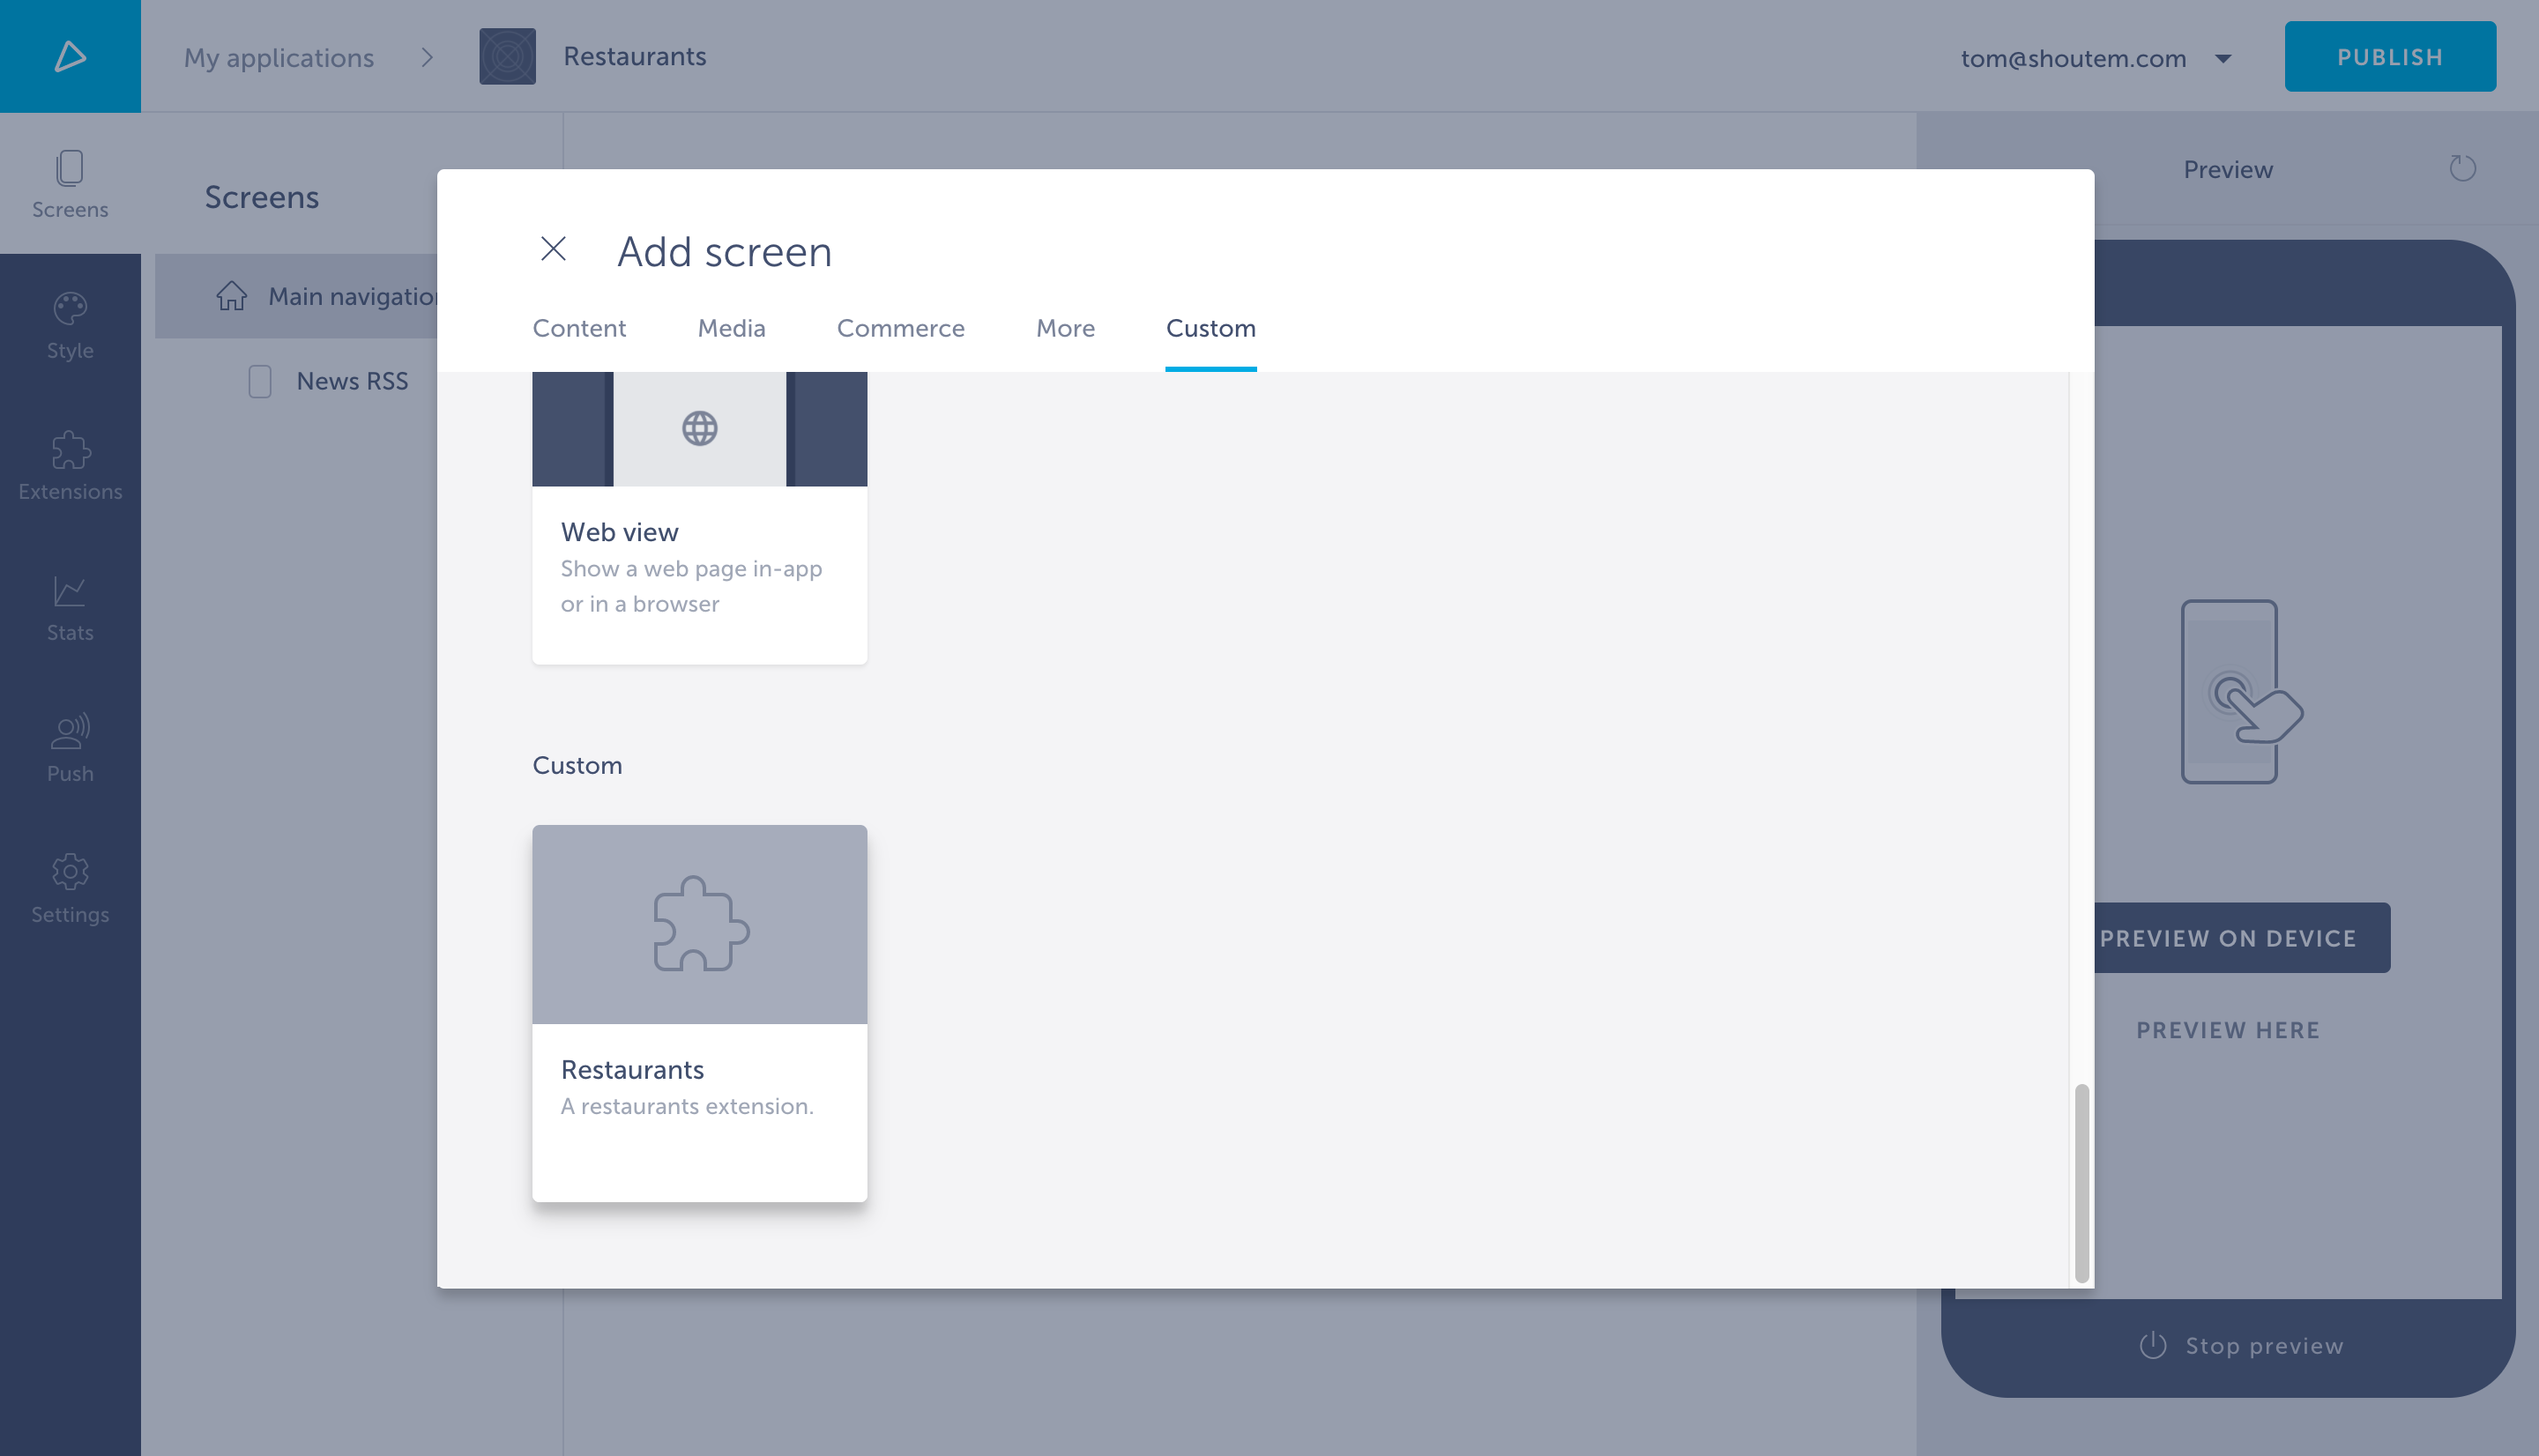 My applications
Restaurants
tom@shoutem.com
PUBLISH
Screens
Style
Extensions
Stats
Push
Settings
Screens
Main navigation
News RSS
Add screen
Content
Media
Commerce
More
Custom
Web view
Show a web page in-app
or in a browser
Custom
Restaurants
A restaurants extension.
Preview
PREVIEW ON DEVICE
PREVIEW HERE
Stop preview